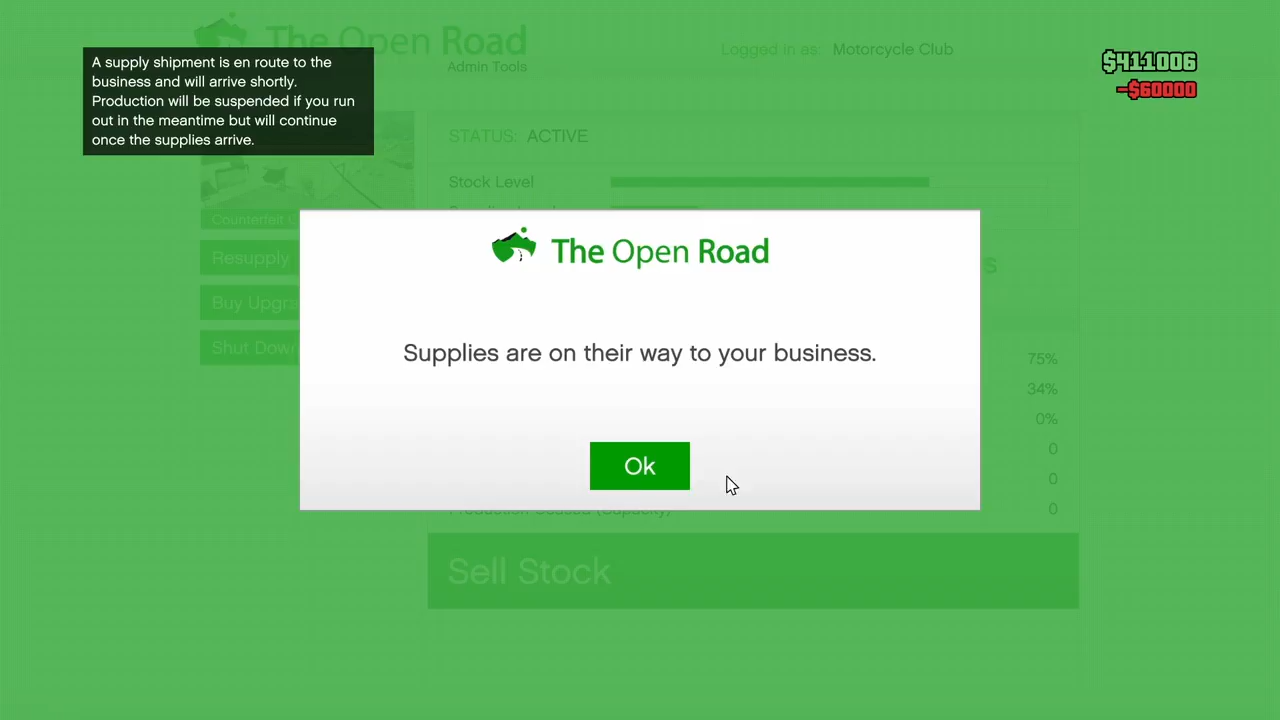 The Open Road
Admin Tools
Logged in as: Motorcycle Club
$411006
-$60000
A supply shipment is en route to the
business and will arrive shortly.
Production will be suspended if you run
out in the meantime but will continue
once the supplies arrive.
STATUS: ACTIVE
Stock Level
Counterfeit
Resupply
Buy Upgra
Shut Down
The Open Road
Supplies are on their way to your business.
Ok
75%
34%
0%
0
0
0
Sell Stock